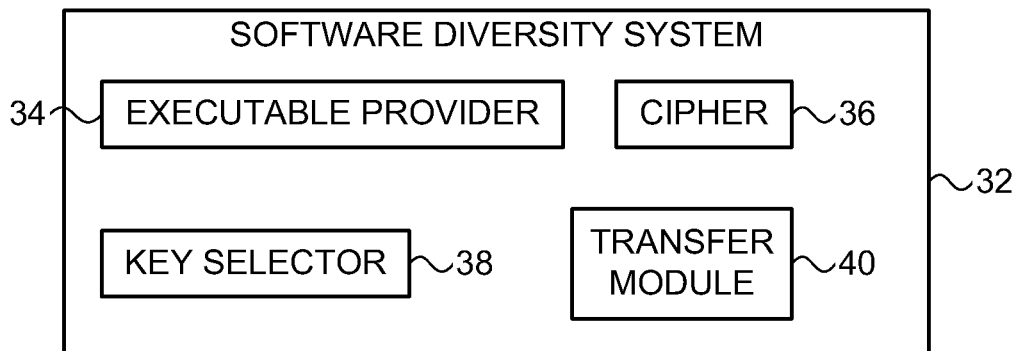 SOFTWARE DIVERSITY SYSTEM
34
EXECUTABLE PROVIDER
CIPHER
36
32
KEY SELECTOR
38
TRANSFER
MODULE
40